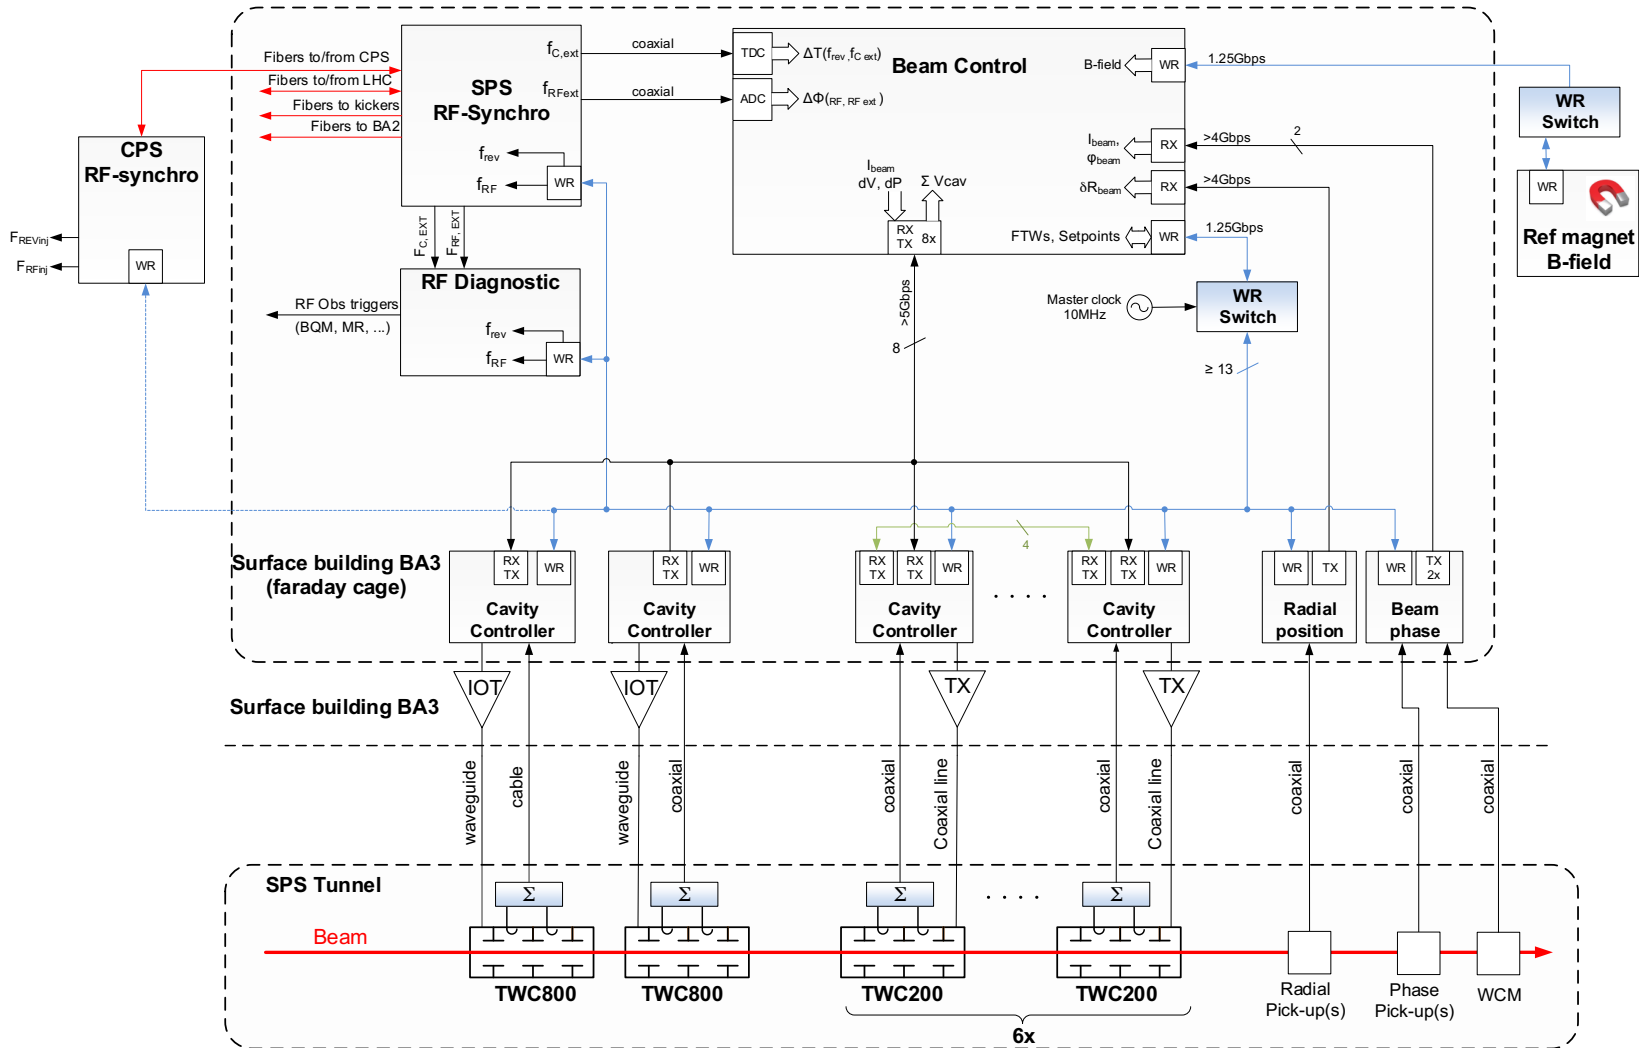 Fibers to/from CPS
Fibers to/from LHC
Fibers to kickers
Fibers to BA2
SPS
RF-Synchro
fC,ext
fRFext
coaxial
coaxial
TDC
ADC
ΔT(frev,fC ext)
ΔΦ(RF, RF ext)
Beam Control
B-field
WR
1.25Gbps
WR
Switch
WR
Ref magnet
B-field
CPS
RF-synchro
FREVinj
FRFinj
WR
frev
fRF
WR
Ibeam
dV, dP
Σ Vcav
RX
TX
8x
Ibeam,
φbeam
RX
>4Gbps
2
δRbeam
RX
>4Gbps
FTWs, Setpoints
WR
1.25Gbps
FC, EXT
FRF, EXT
RF Diagnostic
RF Obs triggers
(BQM, MR, ...)
frev
fRF
WR
>5Gbps
8
Master clock
10MHz
WR
Switch
≥ 13
4
Surface building BA3
(faraday cage)
RX
TX
WR
Cavity
Controller
RX
TX
WR
Cavity
Controller
RX
TX
RX
TX
WR
Cavity
Controller
. . . .
RX
TX
RX
TX
WR
Cavity
Controller
WR
TX
Radial
position
WR
TX
2x
Beam
phase
IOT
IOT
TX
TX
Surface building BA3
waveguide
cable
waveguide
coaxial
coaxial
Coaxial line
coaxial
Coaxial line
coaxial
coaxial
coaxial
SPS Tunnel
Σ
Σ
Σ
. . . .
Σ
Beam
TWC800
TWC800
TWC200
TWC200
6x
Radial
Pick-up(s)
Phase
Pick-up(s)
WCM